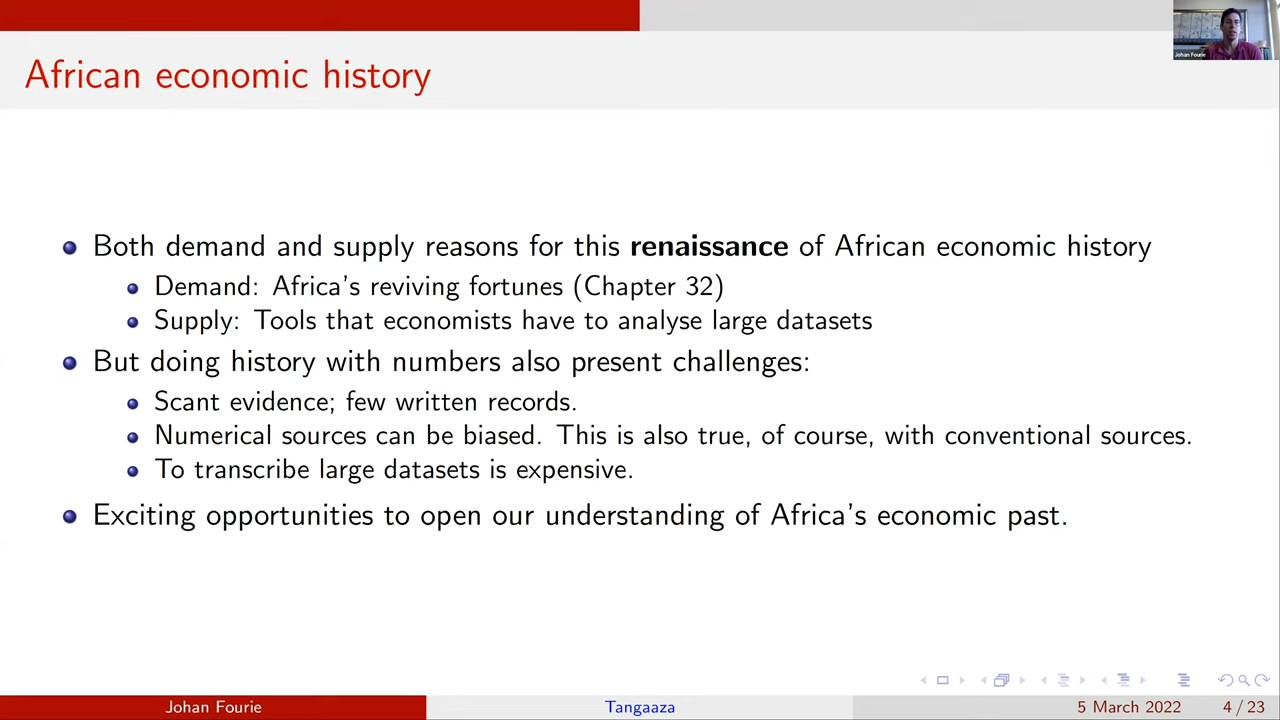 Johan Fourie
African economic history
Both demand and supply reasons for this renaissance of African economic history
Demand: Africa's reviving fortunes (Chapter 32)
Supply: Tools that economists have to analyse large datasets
But doing history with numbers also present challenges:
Scant evidence; few written records.
Numerical sources can be biased. This is also true, of course, with conventional sources.
To transcribe large datasets is expensive.
Exciting opportunities to open our understanding of Africa's economic past.
Johan Fourie
Tangaaza
5 March 2022
4 / 23